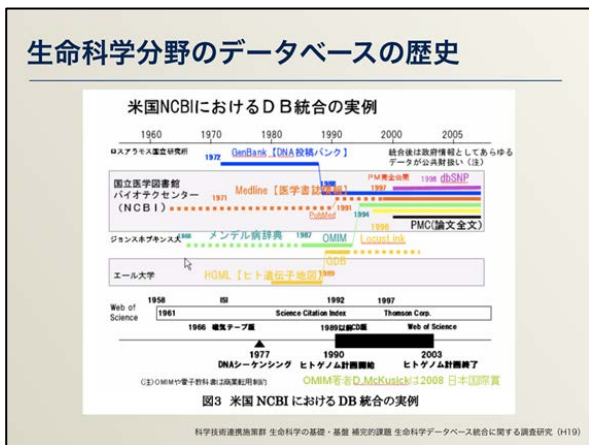 生命科学分野のデータベースの歴史
米国NCBIにおけるDB統合の実例
1960 1970 1980 1990 2000 2005
ロスアラモス国立研究所
1972 GenBank【DNA投稿バンク】
統合後は政府情報としてあらゆる
データが公共財扱い（注）
国立医学図書館
バイオテクセンター
（NCBI）
1971 Medline【医学書誌情報】
1997
1998 dbSNP
PubMed
1991
1994
PMC(論文全文)
ジョンスホプキンス大
メンデル病辞典
1987 OMIM
LocusLink
GDB
エール大学
HGML【ヒト遺伝子地図】
1989
Web of
Science
1958 ISI 1992 1997
1961 Science Citation Index Thomson Corp.
1966 磁気テープ版 1989以前CD版 Web of Science
1977 1990 2003
DNAシーケンシング ヒトゲノム計画開始 ヒトゲノム計画終了
（注）OMIMや電子教科書は商業転用制約
OMIM著者D.McKusickは2008 日本国際賞
図3 米国NCBIにおけるDB統合の実例
科学技術連携施策群 生命科学の基礎・基盤 補完的課題 生命科学データベース統合に関する調査研究（H19）